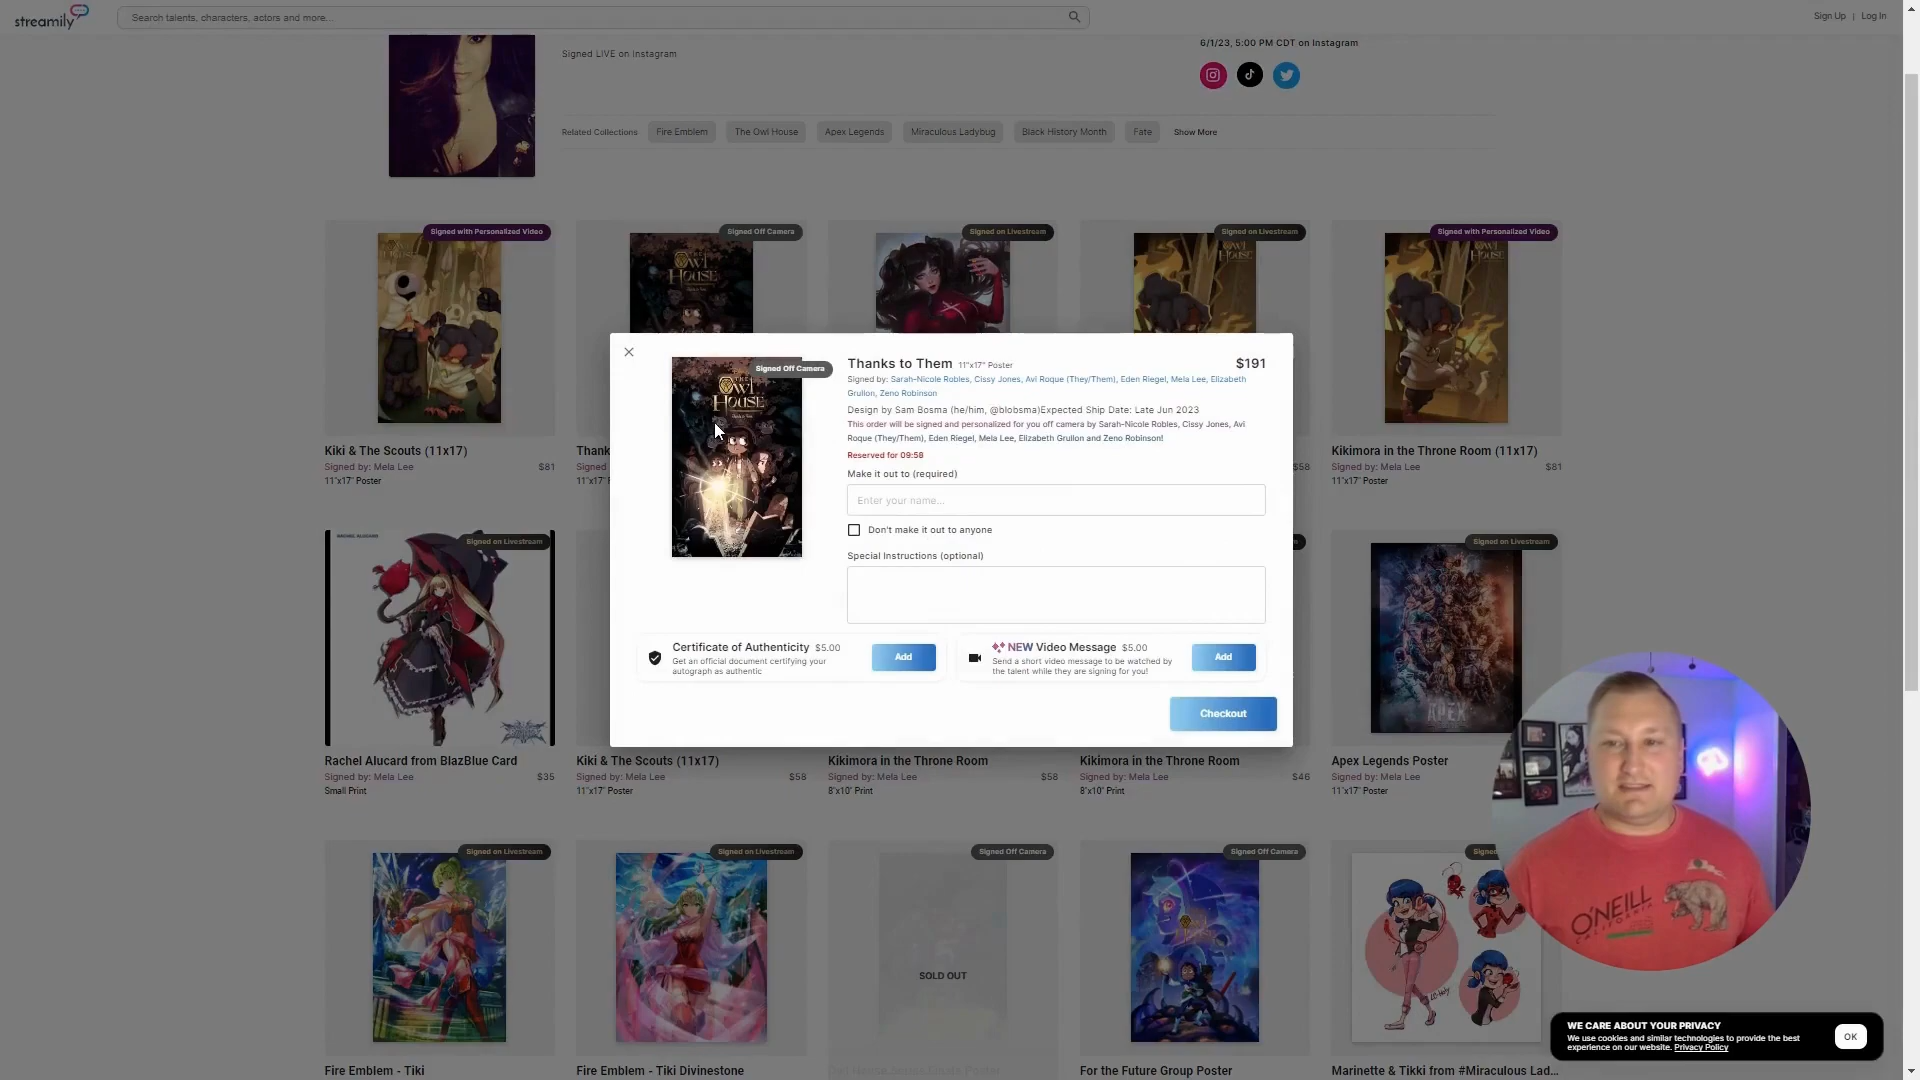 streamily
Search talents, characters, actors and more...
Sign Up | Log In
Signed LIVE on Instagram
6/1/23, 5:00 PM CDT on Instagram
Related Collections
Fire Emblem
The Owl House
Apex Legends
Miraculous Ladybug
Black History Month
Fate
Show More
Signed with Personalized Video
Signed Off Camera
Signed on Livestream
Signed on Livestream
Signed with Personalized Video
Kiki & The Scouts (11x17)
Signed by: Mela Lee
$81
11"x17" Poster
Thank
Signed
11"x1
$58
Kikimora in the Throne Room (11x17)
Signed by: Mela Lee
$81
11"x17" Poster
THE OWL HOUSE
Signed Off Camera
Thanks to Them 11"x17" Poster
$191
Signed by: Sarah-Nicole Robles, Cissy Jones, Avi Roque (They/Them), Eden Riegel, Mela Lee, Elizabeth
Grullon, Zeno Robinson
Design by Sam Bosma (he/him, @blobsma)Expected Ship Date: Late Jun 2023
This order will be signed and personalized for you off camera by Sarah-Nicole Robles, Cissy Jones, Avi
Roque (They/Them), Eden Riegel, Mela Lee, Elizabeth Grullon and Zeno Robinson!
Reserved for 09:58
Make it out to (required)
Enter your name...
Don't make it out to anyone
Special Instructions (optional)
Certificate of Authenticity $5.00
Get an official document certifying your
autograph as authentic
Add
NEW Video Message $5.00
Send a short video message to be watched by
the talent while they are signing for you!
Add
Checkout
Signed on Livestream
Signed on Livestream
Rachel Alucard from BlazBlue Card
Signed by: Mela Lee
$35
Small Print
Kiki & The Scouts (11x17)
Signed by: Mela Lee
$58
11"x17" Poster
Kikimora in the Throne Room
Signed by: Mela Lee
$58
8"x10" Print
Kikimora in the Throne Room
Signed by: Mela Lee
$46
8"x10" Print
APEX
Apex Legends Poster
Signed by: Mela Lee
11"x17" Poster
Signed on Livestream
Signed on Livestream
Signed Off Camera
Signed Off Camera
Signed
SOLD OUT
O'NEILL
CALIFORNIA
Fire Emblem - Tiki
Fire Emblem - Tiki Divinestone
For the Future Group Poster
Marinette & Tikki from #Miraculous Lad...
WE CARE ABOUT YOUR PRIVACY
We use cookies and similar technologies to provide the best
experience on our website. Privacy Policy
OK